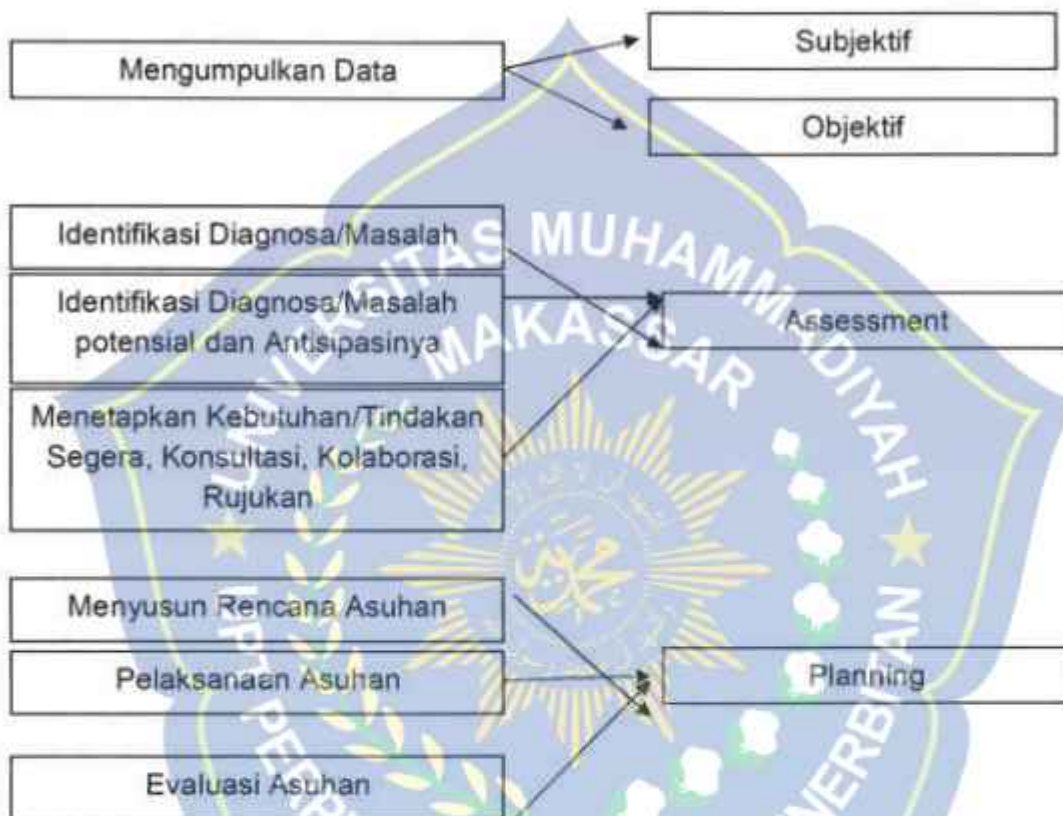 Mengumpulkan Data
Subjektif
Objektif
Identifikasi Diagnosa/Masalah
Identifikasi Diagnosa/Masalah
potensial dan Antisipasinya
Menetapkan Kebutuhan/Tindakan
Segera, Konsultasi, Kolaborasi,
Rujukan
Assessment
Menyusun Rencana Asuhan
Pelaksanaan Asuhan
Evaluasi Asuhan
Planning
UNIVERSITAS MUHAMMADIYAH
MAKASSAR
UPT